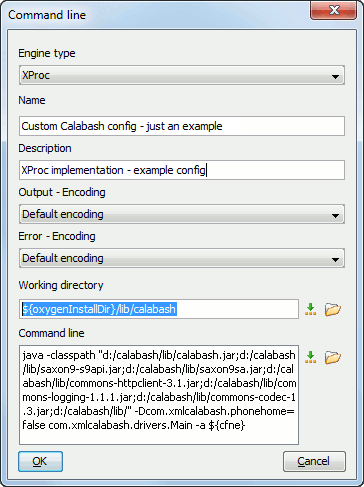 Command line
Engine type
XProc
Name
Custom Calabash config - just an example
Description
XProc implementation - example config
Output - Encoding
Default encoding
Error - Encoding
Default encoding
Working directory
${oxygenInstallDir}/lib/calabash
Command line
java -classpath "d:/calabash/lib/calabash.jar;d:/calabash
/lib/saxon9-s9api.jar;d:/calabash/lib/saxon9sa.jar;d:/cal
abash/lib/commons-httpclient-3.1.jar;d:/calabash/lib/com
mons-logging-1.1.1.jar;d:/calabash/lib/commons-codec-1
.3.jar;d:/calabash/lib/" -Dcom.xmlcalabash.phonehome=
false com.xmlcalabash.drivers.Main -a ${cfne}
OK
Cancel